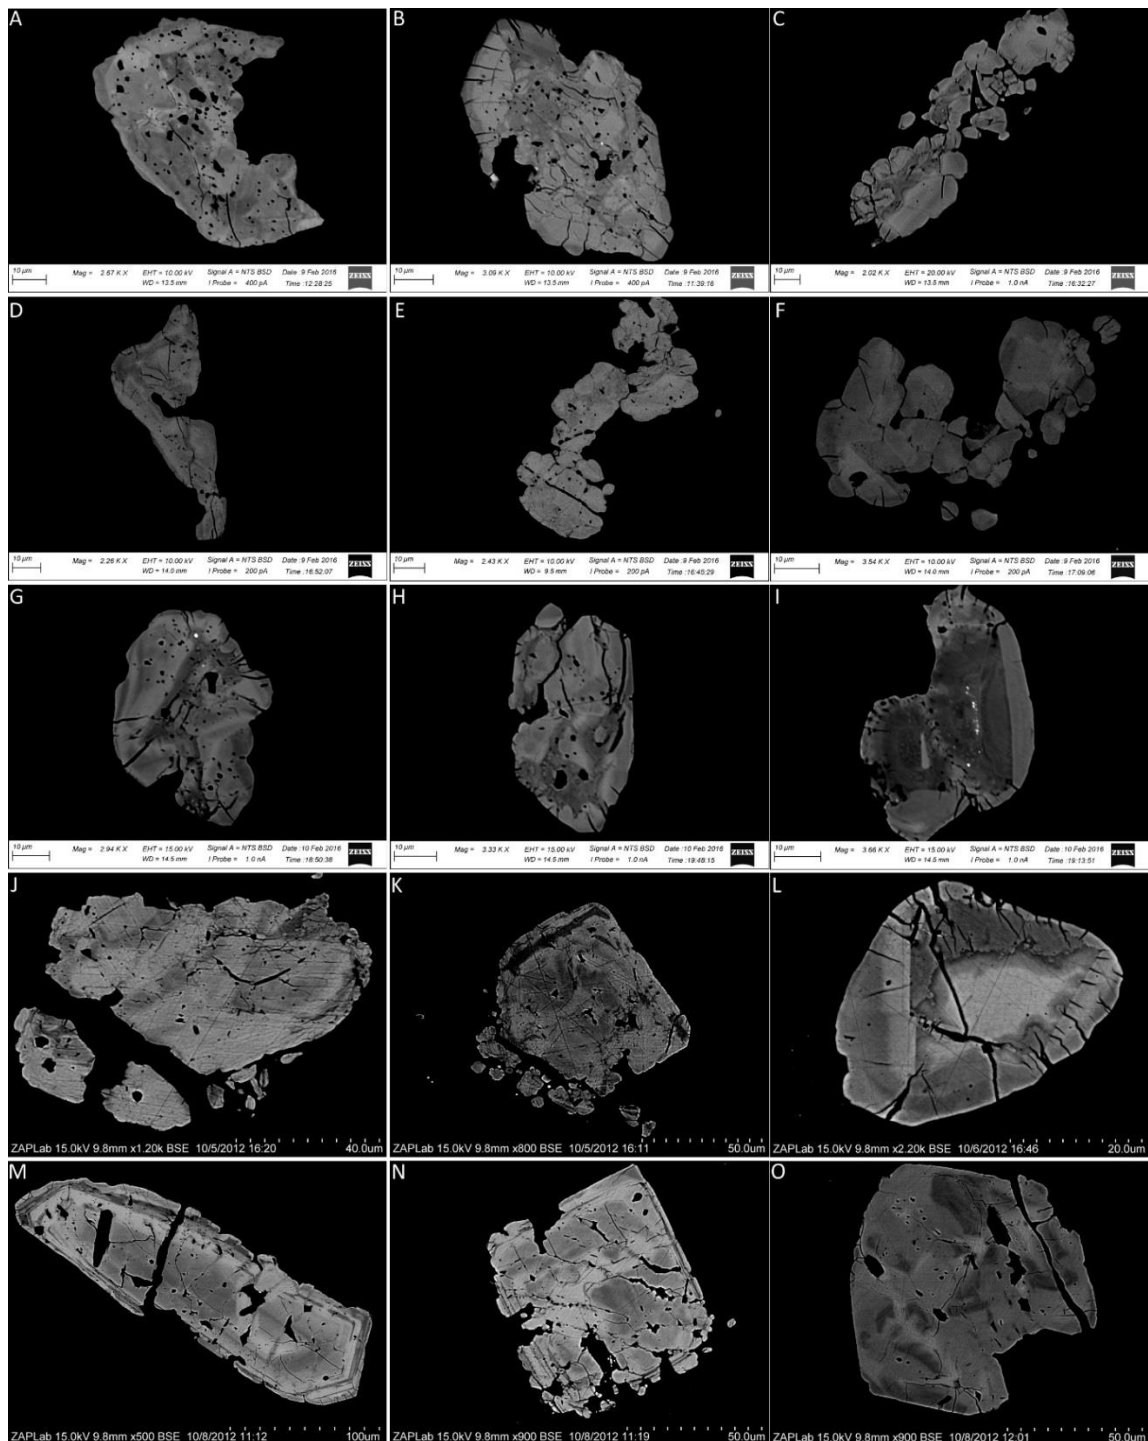 A
10 µm Mag = 2.67 K X EHT = 10.00 kV Signal A = NTS BSD Date :9 Feb 2016 ZEISS
WD = 13.5 mm I Probe = 400 pA Time :12:28:25
B
10 µm Mag = 3.09 K X EHT = 10.00 kV Signal A = NTS BSD Date :9 Feb 2016 ZEISS
WD = 13.5 mm I Probe = 400 pA Time :11:39:16
C
10 µm Mag = 2.02 K X EHT = 20.00 kV Signal A = NTS BSD Date :9 Feb 2016 ZEISS
WD = 13.5 mm I Probe = 1.0 nA Time :16:32:27
D
10 µm Mag = 2.26 K X EHT = 10.00 kV Signal A = NTS BSD Date :9 Feb 2016 ZEISS
WD = 14.0 mm I Probe = 200 pA Time :16:52:07
E
10 µm Mag = 2.43 K X EHT = 10.00 kV Signal A = NTS BSD Date :9 Feb 2016 ZEISS
WD = 9.5 mm I Probe = 200 pA Time :16:45:29
F
10 µm Mag = 3.54 K X EHT = 10.00 kV Signal A = NTS BSD Date :9 Feb 2016 ZEISS
WD = 14.0 mm I Probe = 200 pA Time :17:09:06
G
10 µm Mag = 2.94 K X EHT = 15.00 kV Signal A = NTS BSD Date :10 Feb 2016 ZEISS
WD = 14.5 mm I Probe = 1.0 nA Time :18:50:38
H
10 µm Mag = 3.33 K X EHT = 15.00 kV Signal A = NTS BSD Date :10 Feb 2016 ZEISS
WD = 14.5 mm I Probe = 1.0 nA Time :19:48:15
I
10 µm Mag = 3.66 K X EHT = 15.00 kV Signal A = NTS BSD Date :10 Feb 2016 ZEISS
WD = 14.5 mm I Probe = 1.0 nA Time :19:13:51
J
ZAPLab 15.0kV 9.8mm x1.20k BSE 10/5/2012 16:20 40.0um
K
ZAPLab 15.0kV 9.8mm x800 BSE 10/5/2012 16:11 50.0um
L
ZAPLab 15.0kV 9.8mm x2.20k BSE 10/6/2012 16:46 20.0um
M
ZAPLab 15.0kV 9.8mm x500 BSE 10/8/2012 11:12 100um
N
ZAPLab 15.0kV 9.8mm x900 BSE 10/8/2012 11:19 50.0um
O
ZAPLab 15.0kV 9.8mm x900 BSE 10/8/2012 12:01 50.0um